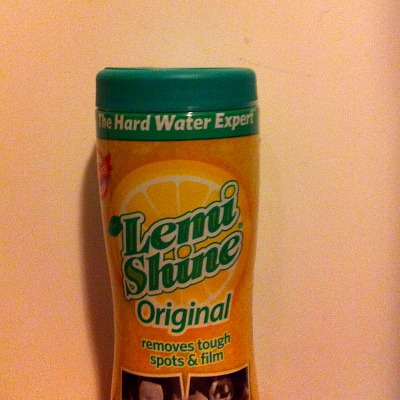 The Hard Water Expert
Lemi
Shine
Original
removes tough
spots & film